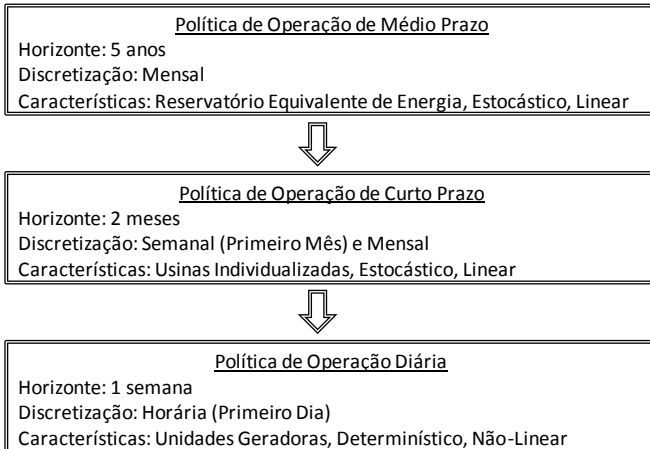 Política de Operação de Médio Prazo
Horizonte: 5 anos
Discretização: Mensal
Características: Reservatório Equivalente de Energia, Estocástico, Linear
Política de Operação de Curto Prazo
Horizonte: 2 meses
Discretização: Semanal (Primeiro Mês) e Mensal
Características: Usinas Individualizadas, Estocástico, Linear
Política de Operação Diária
Horizonte: 1 semana
Discretização: Horária (Primeiro Dia)
Características: Unidades Geradoras, Determinístico, Não-Linear